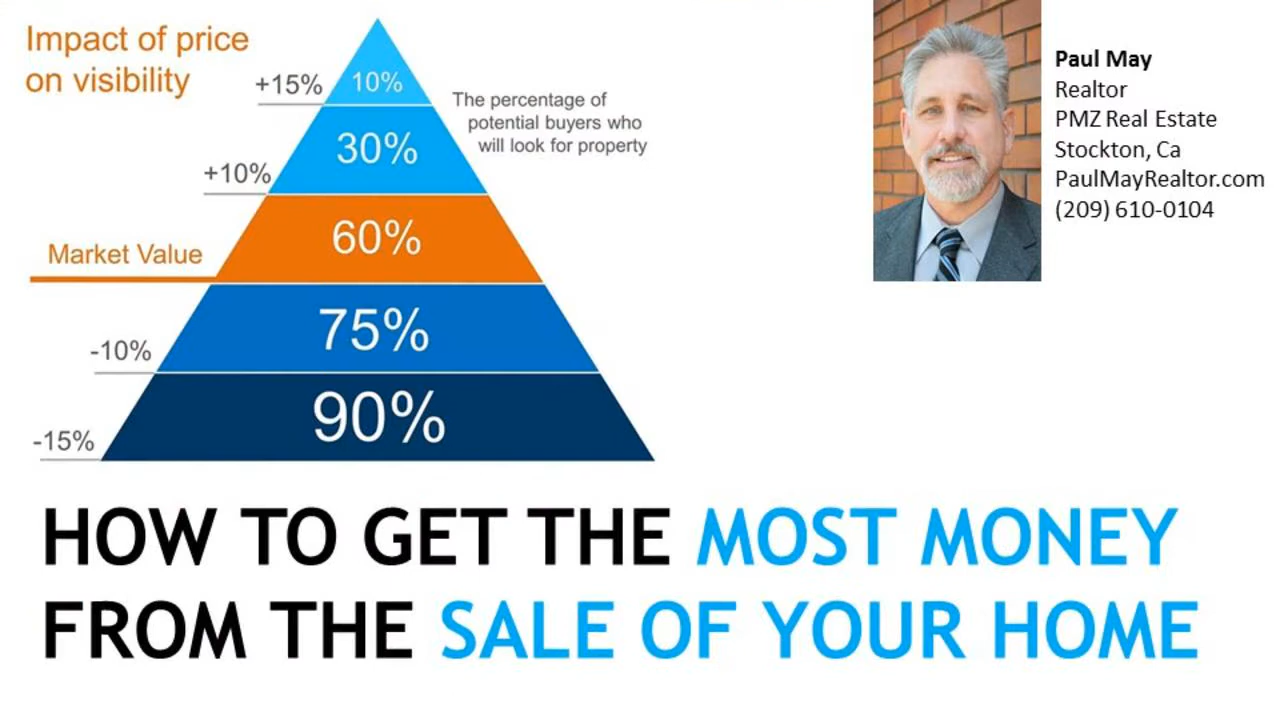 Impact of price
on visibility
+15%
10%
The percentage of
potential buyers who
will look for property
+10%
30%
Market Value
60%
-10%
75%
-15%
90%
Paul May
Realtor
PMZ Real Estate
Stockton, Ca
PaulMayRealtor.com
(209) 610-0104
HOW TO GET THE MOST MONEY
FROM THE SALE OF YOUR HOME